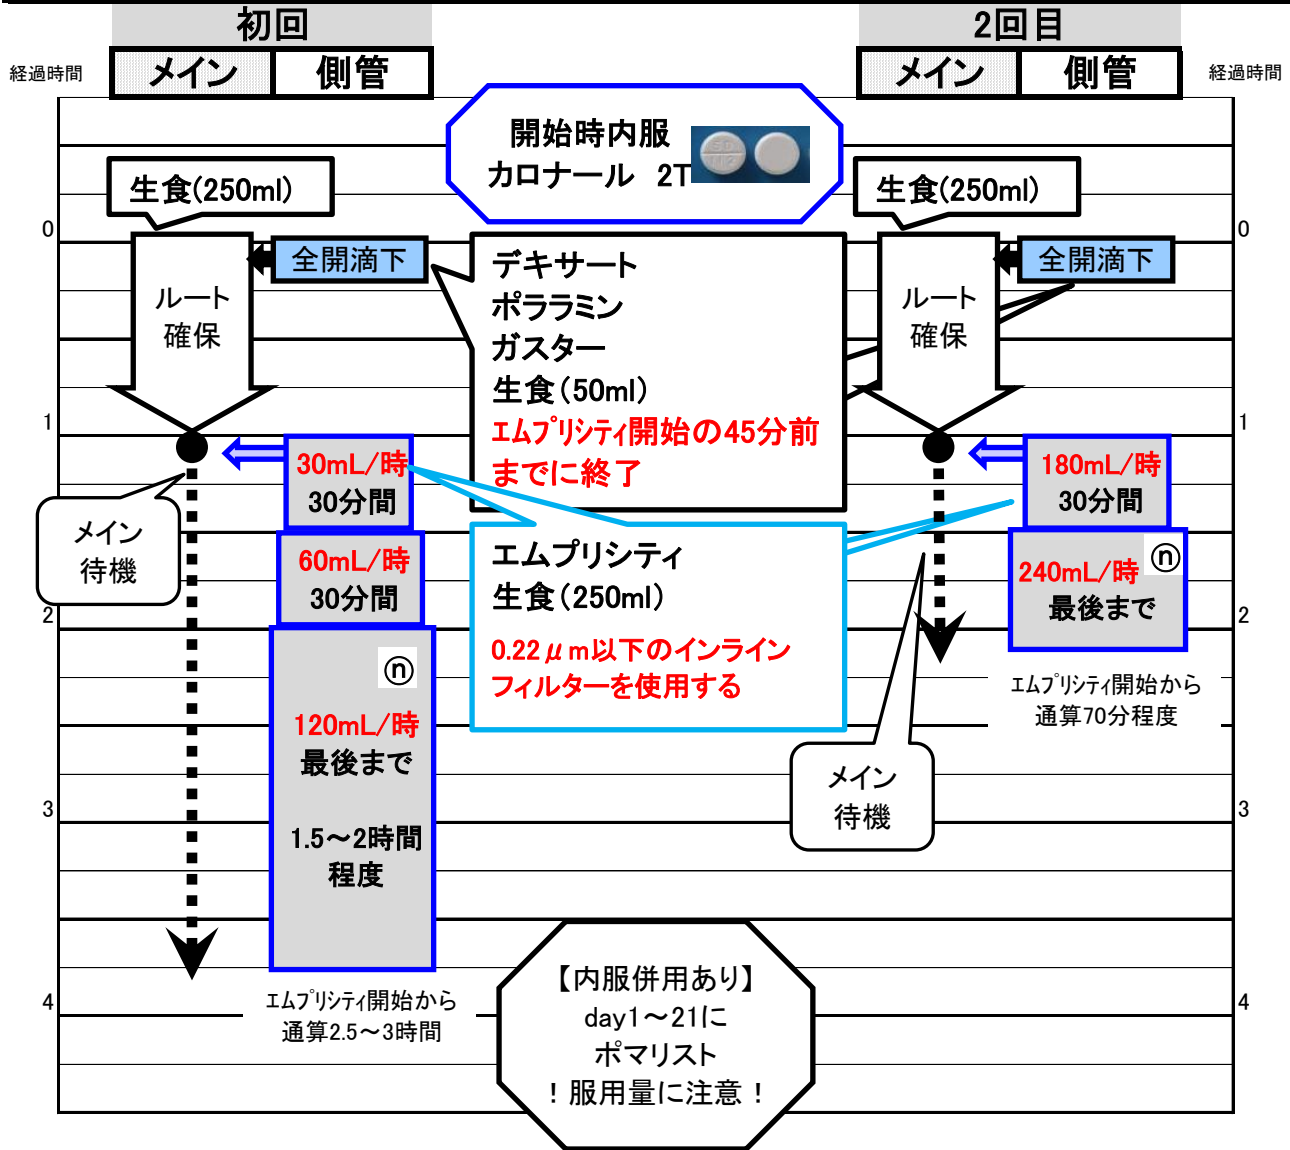 初回
2回目
メイン
側管
メイン
側管
経過時間
経過時間
開始時内服
カロナール 2T
生食(250ml)
生食(250ml)
0
0
全開滴下
全開滴下
ルート
確保
ルート
確保
デキサート
ポララミン
ガスター
生食(50ml)
エムプリシティ開始の45分前
までに終了
1
1
30mL/時
30分間
180mL/時
30分間
メイン
待機
60mL/時
30分間
エムプリシティ
生食(250ml)
0.22μm以下のインライン
フィルターを使用する
240mL/時 ⓝ
最後まで
2
2
ⓝ
120mL/時
最後まで
1.5～2時間
程度
エムプリシティ開始から
通算70分程度
メイン
待機
3
3
エムプリシティ開始から
通算2.5～3時間
【内服併用あり】
day1～21に
ポマリスト
！服用量に注意！
4
4